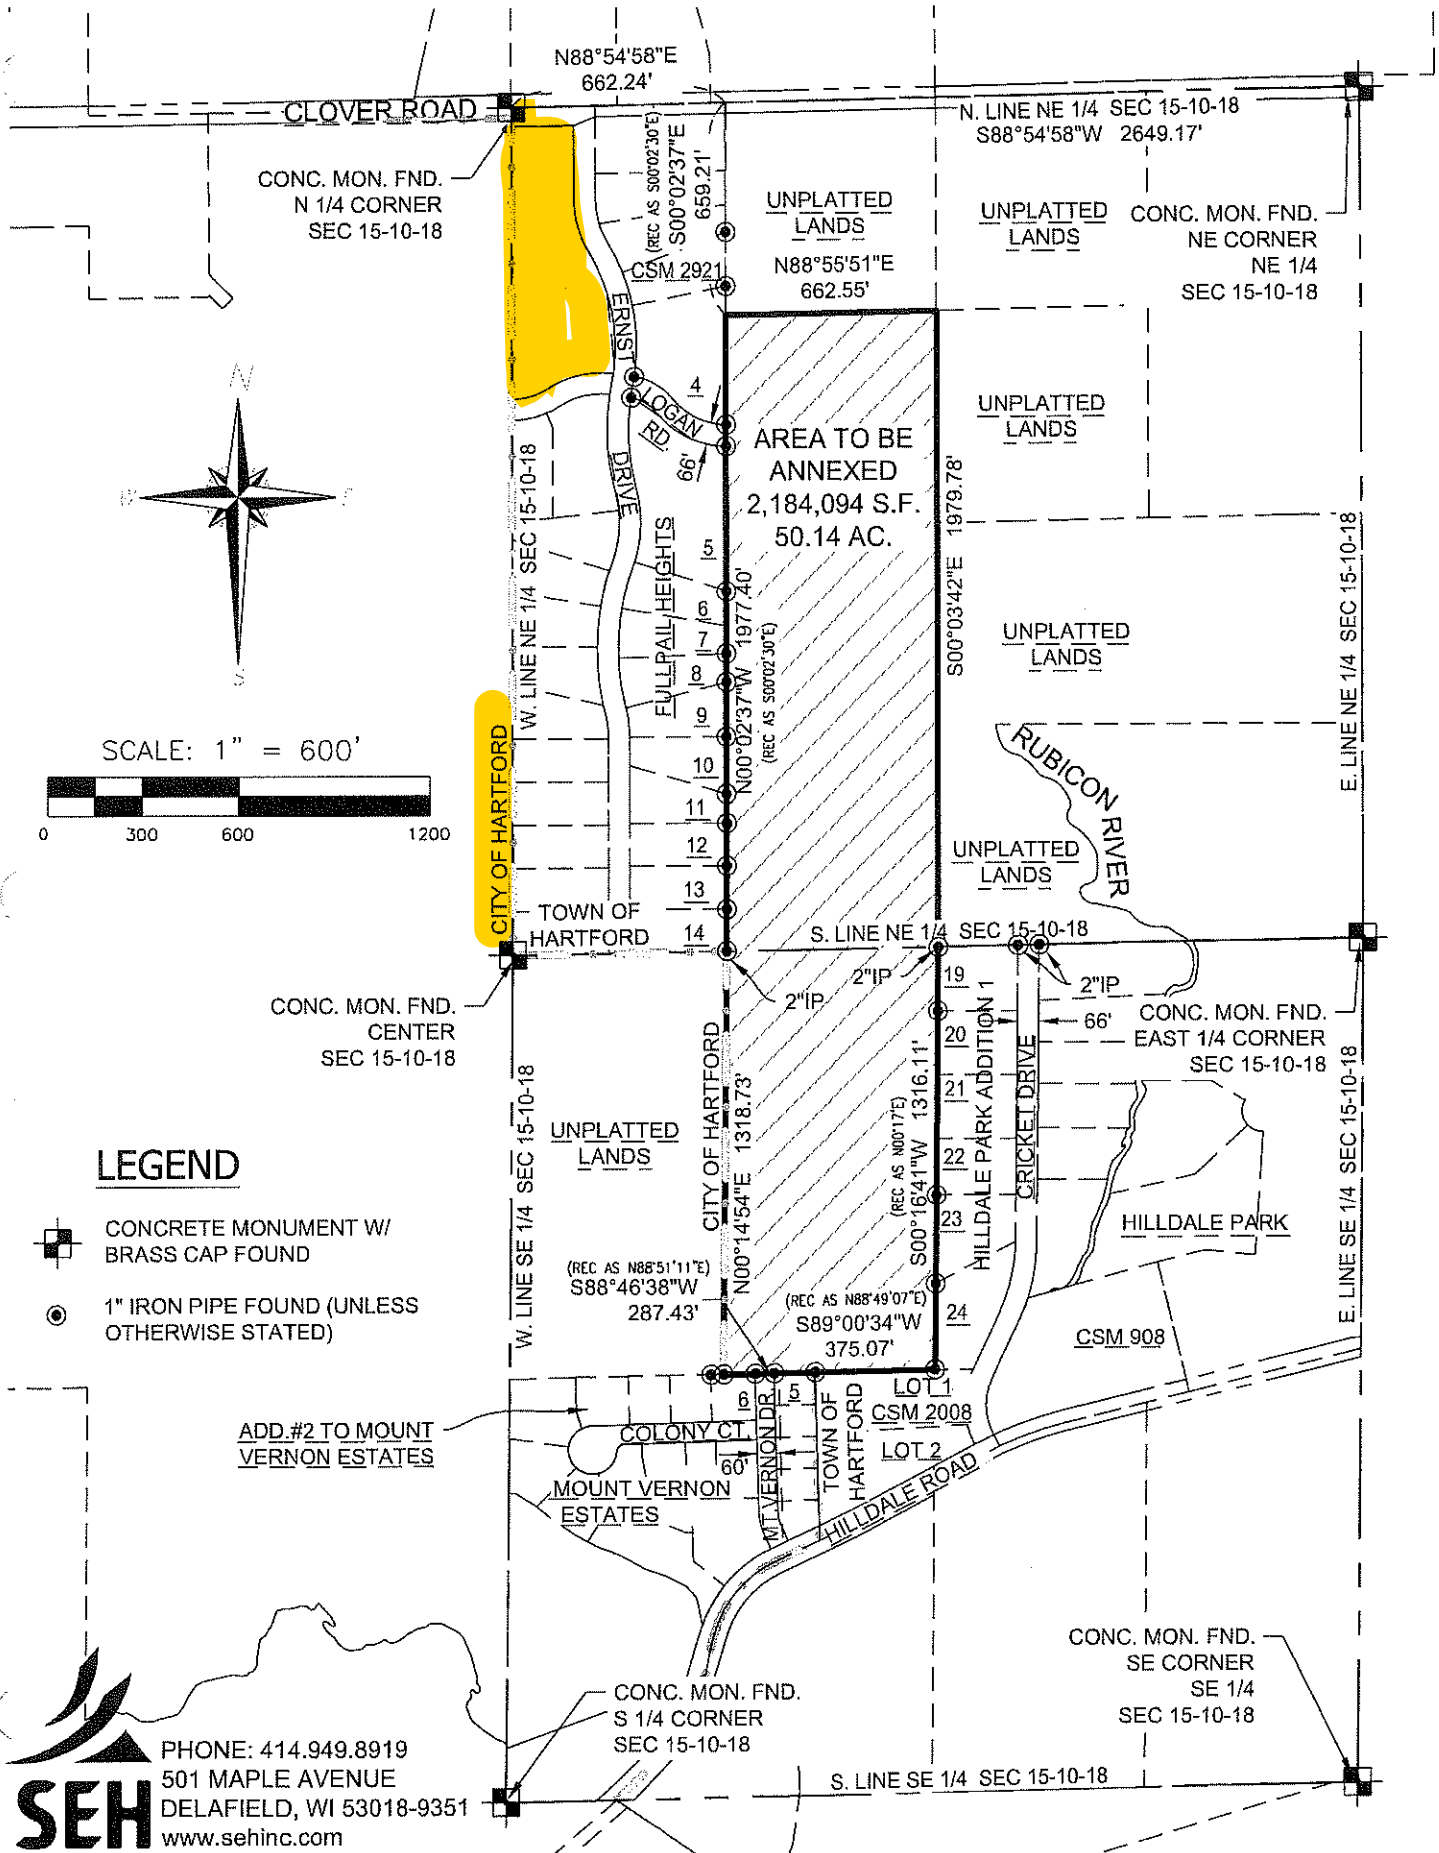 N88°54'58"E
662.24'
CLOVER ROAD
N. LINE NE 1/4 SEC 15-10-18
S88°54'58"W 2649.17'
CONC. MON. FND.
N 1/4 CORNER
SEC 15-10-18
(REC AS S00°02'30"E)
S00°02'37"E
659.21'
UNPLATTED
LANDS
UNPLATTED
LANDS
CONC. MON. FND.
NE CORNER
NE 1/4
SEC 15-10-18
CSM 2921
N88°55'51"E
662.55'
ERNST
DRIVE
LOGAN
RD.
66'
4
UNPLATTED
LANDS
AREA TO BE
ANNEXED
2,184,094 S.F.
50.14 AC.
N
W
E
S
W. LINE NE 1/4 SEC 15-10-18
FULLPAIL HEIGHTS
5
6
7
8
9
10
11
12
13
14
N00°02'37"W 1977.40'
(REC AS S00°02'30"E)
S00°03'42"E 1979.78'
E. LINE NE 1/4 SEC 15-10-18
UNPLATTED
LANDS
RUBICON RIVER
UNPLATTED
LANDS
SCALE: 1" = 600'
0 300 600 1200
CITY OF HARTFORD
TOWN OF
HARTFORD
S. LINE NE 1/4 SEC 15-10-18
2"IP
2"IP
2"IP
CONC. MON. FND.
CENTER
SEC 15-10-18
CONC. MON. FND.
EAST 1/4 CORNER
SEC 15-10-18
66'
19
20
21
22
23
24
HILLDALE PARK ADDITION 1
CRICKET DRIVE
CITY OF HARTFORD
N00°14'54"E 1318.73'
(REC AS N00°17'E)
S00°16'41"W 1316.11'
W. LINE SE 1/4 SEC 15-10-18
E. LINE SE 1/4 SEC 15-10-18
UNPLATTED
LANDS
HILLDALE PARK
LEGEND
CONCRETE MONUMENT W/
BRASS CAP FOUND
1" IRON PIPE FOUND (UNLESS
OTHERWISE STATED)
(REC AS N88°51'11"E)
S88°46'38"W
287.43'
(REC AS N88°49'07"E)
S89°00'34"W
375.07'
CSM 908
6
5
LOT 1
CSM 2008
LOT 2
ADD.#2 TO MOUNT
VERNON ESTATES
COLONY CT.
60'
MT. VERNON DR.
TOWN OF
HARTFORD
MOUNT VERNON
ESTATES
HILLDALE ROAD
CONC. MON. FND.
SE CORNER
SE 1/4
SEC 15-10-18
CONC. MON. FND.
S 1/4 CORNER
SEC 15-10-18
S. LINE SE 1/4 SEC 15-10-18
SEH
PHONE: 414.949.8919
501 MAPLE AVENUE
DELAFIELD, WI 53018-9351
www.sehinc.com